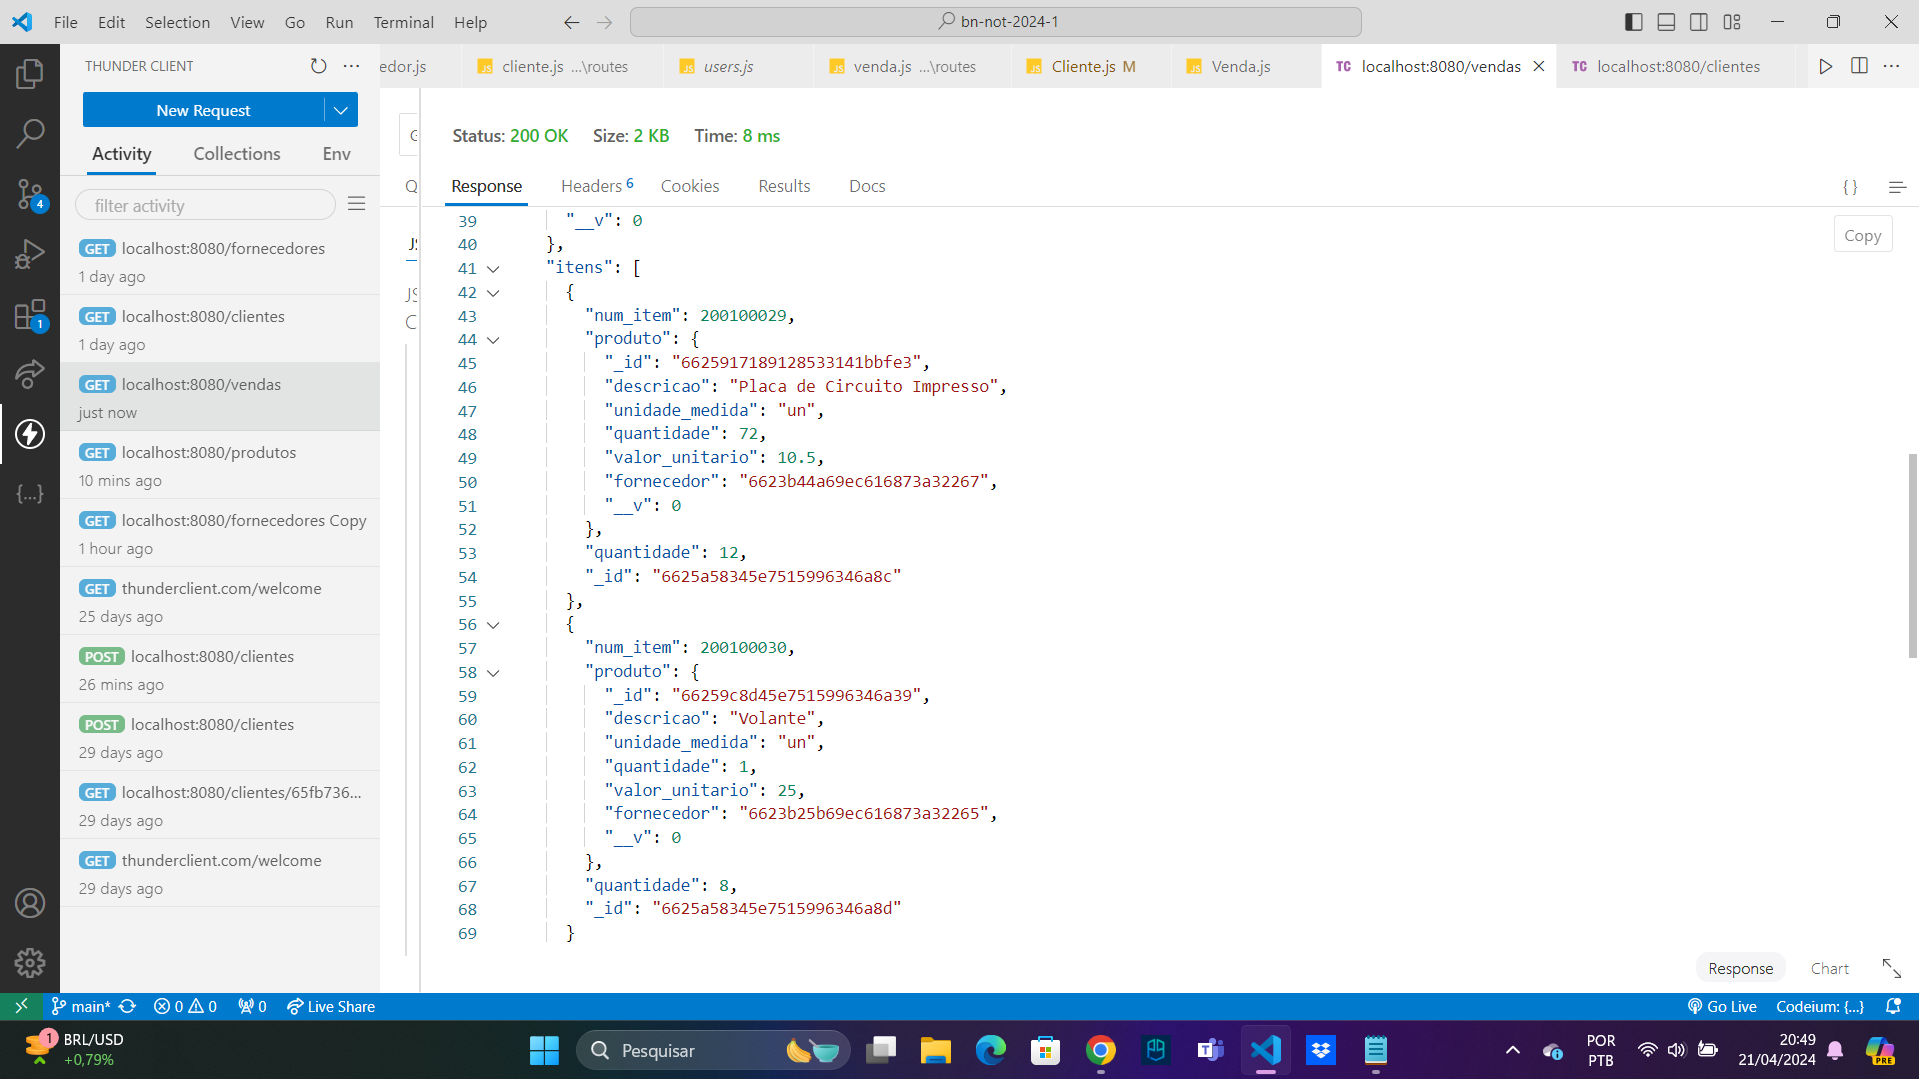 File Edit Selection View Go Run Terminal Help
bn-not-2024-1
THUNDER CLIENT
edor.js
JS cliente.js ...\routes
JS users.js
JS venda.js ...\routes
JS Cliente.js M
JS Venda.js
TC localhost:8080/vendas
TC localhost:8080/clientes
New Request
Activity Collections Env
filter activity
GET localhost:8080/fornecedores
1 day ago
GET localhost:8080/clientes
1 day ago
GET localhost:8080/vendas
just now
GET localhost:8080/produtos
10 mins ago
GET localhost:8080/fornecedores Copy
1 hour ago
GET thunderclient.com/welcome
25 days ago
POST localhost:8080/clientes
26 mins ago
POST localhost:8080/clientes
29 days ago
GET localhost:8080/clientes/65fb736...
29 days ago
GET thunderclient.com/welcome
29 days ago
4
1
{...}
Status: 200 OK Size: 2 KB Time: 8 ms
Response Headers 6 Cookies Results Docs
{ }
Copy
39 "__v": 0
40 },
41 "itens": [
42 {
43 "num_item": 200100029,
44 "produto": {
45 "_id": "6625917189128533141bbfe3",
46 "descricao": "Placa de Circuito Impresso",
47 "unidade_medida": "un",
48 "quantidade": 72,
49 "valor_unitario": 10.5,
50 "fornecedor": "6623b44a69ec616873a32267",
51 "__v": 0
52 },
53 "quantidade": 12,
54 "_id": "6625a58345e7515996346a8c"
55 },
56 {
57 "num_item": 200100030,
58 "produto": {
59 "_id": "66259c8d45e7515996346a39",
60 "descricao": "Volante",
61 "unidade_medida": "un",
62 "quantidade": 1,
63 "valor_unitario": 25,
64 "fornecedor": "6623b25b69ec616873a32265",
65 "__v": 0
66 },
67 "quantidade": 8,
68 "_id": "6625a58345e7515996346a8d"
69 }
Response Chart
main* 0 0 0 Live Share
Go Live Codeium: {...}
1 BRL/USD
+0,79%
Pesquisar
POR
PTB
20:49
21/04/2024
PRE